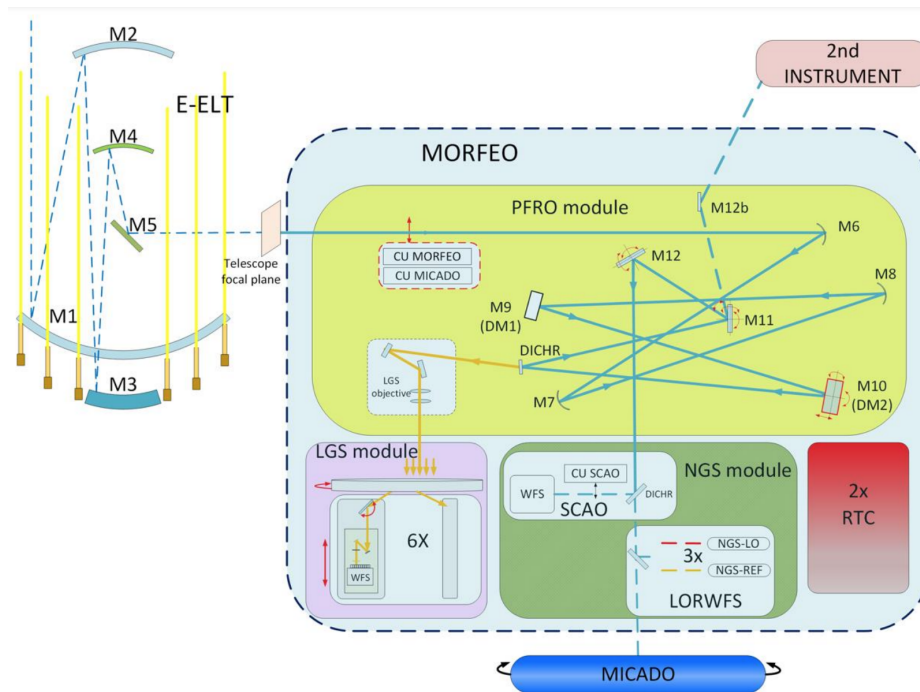 M2
E-ELT
M4
M5
M1
M3
Telescope
focal plane
2nd
INSTRUMENT
MORFEO
PFRO module
M12b
M6
CU MORFEO
CU MICADO
M12
M8
M9
(DM1)
M11
DICHR
LGS
objective
M7
M10
(DM2)
LGS module
6X
WFS
NGS module
CU SCAO
WFS
DICHR
SCAO
NGS-LO
3x
NGS-REF
LORWFS
2x
RTC
MICADO